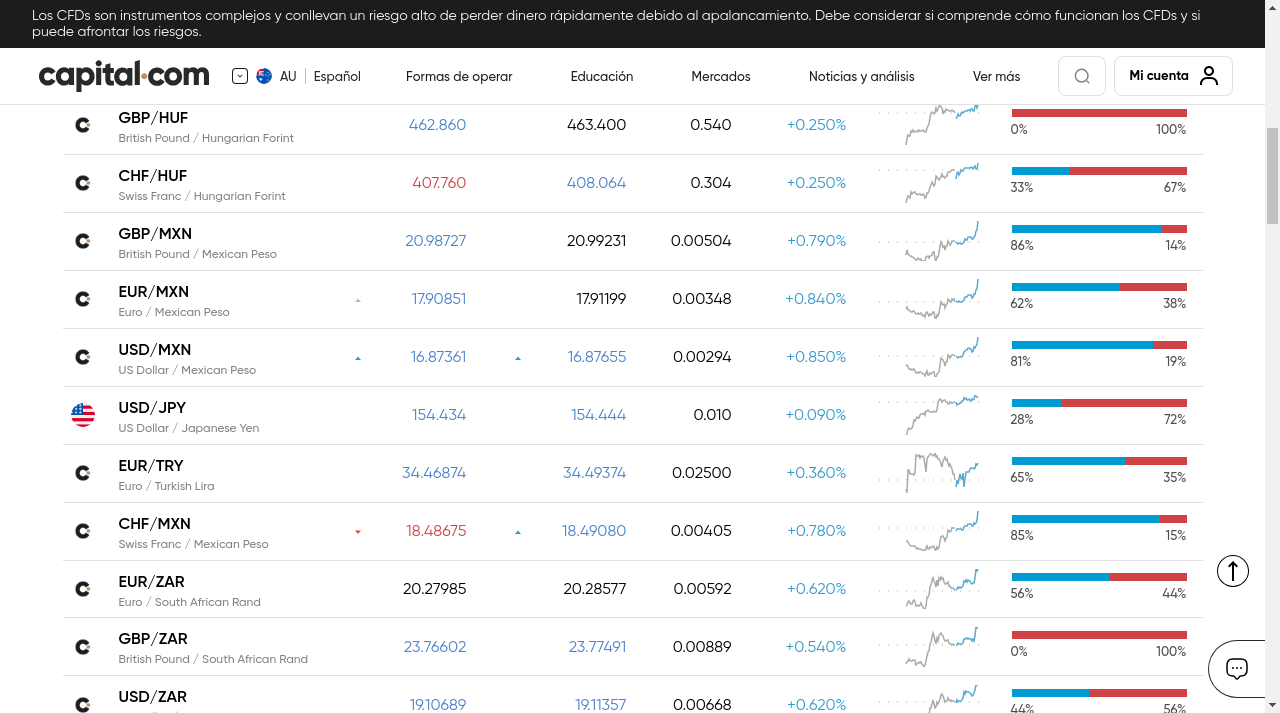 Los CFDs son instrumentos complejos y conllevan un riesgo alto de perder dinero rápidamente debido al apalancamiento. Debe considerar si comprende cómo funcionan los CFDs y si
puede afrontar los riesgos.
capital.com AU Español Formas de operar Educación Mercados Noticias y análisis Ver más Mi cuenta
GBP/HUF 462.860 463.400 0.540 +0.250%
British Pound / Hungarian Forint 0% 100%
CHF/HUF 407.760 408.064 0.304 +0.250%
Swiss Franc / Hungarian Forint 33% 67%
GBP/MXN 20.98727 20.99231 0.00504 +0.790%
British Pound / Mexican Peso 86% 14%
EUR/MXN 17.90851 17.91199 0.00348 +0.840%
Euro / Mexican Peso 62% 38%
USD/MXN 16.87361 16.87655 0.00294 +0.850%
US Dollar / Mexican Peso 81% 19%
USD/JPY 154.434 154.444 0.010 +0.090%
US Dollar / Japanese Yen 28% 72%
EUR/TRY 34.46874 34.49374 0.02500 +0.360%
Euro / Turkish Lira 65% 35%
CHF/MXN 18.48675 18.49080 0.00405 +0.780%
Swiss Franc / Mexican Peso 85% 15%
EUR/ZAR 20.27985 20.28577 0.00592 +0.620%
Euro / South African Rand 56% 44%
GBP/ZAR 23.76602 23.77491 0.00889 +0.540%
British Pound / South African Rand 0% 100%
USD/ZAR 19.10689 19.11357 0.00668 +0.620%
44% 56%